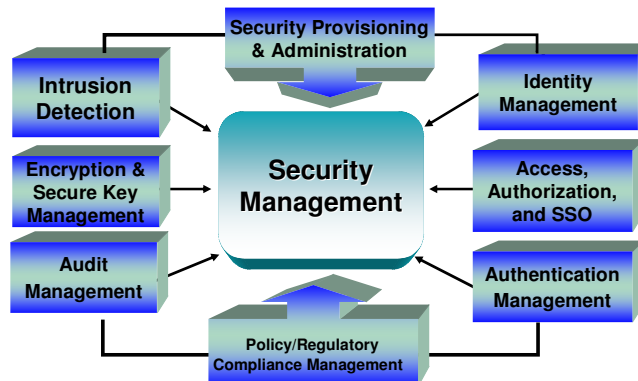 Security Provisioning
& Administration
Intrusion
Detection
Identity
Management
Encryption &
Secure Key
Management
Security
Management
Access,
Authorization,
and SSO
Audit
Management
Authentication
Management
Policy/Regulatory
Compliance Management